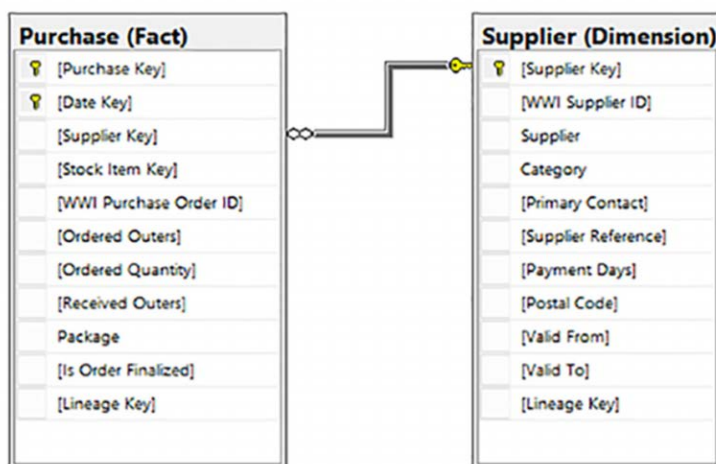 Purchase (Fact)
[Purchase Key]
[Date Key]
[Supplier Key]
[Stock Item Key]
[WWI Purchase Order ID]
[Ordered Outers]
[Ordered Quantity]
[Received Outers]
Package
[Is Order Finalized]
[Lineage Key]
Supplier (Dimension)
[Supplier Key]
[WWI Supplier ID]
Supplier
Category
[Primary Contact]
[Supplier Reference]
[Payment Days]
[Postal Code]
[Valid From]
[Valid To]
[Lineage Key]